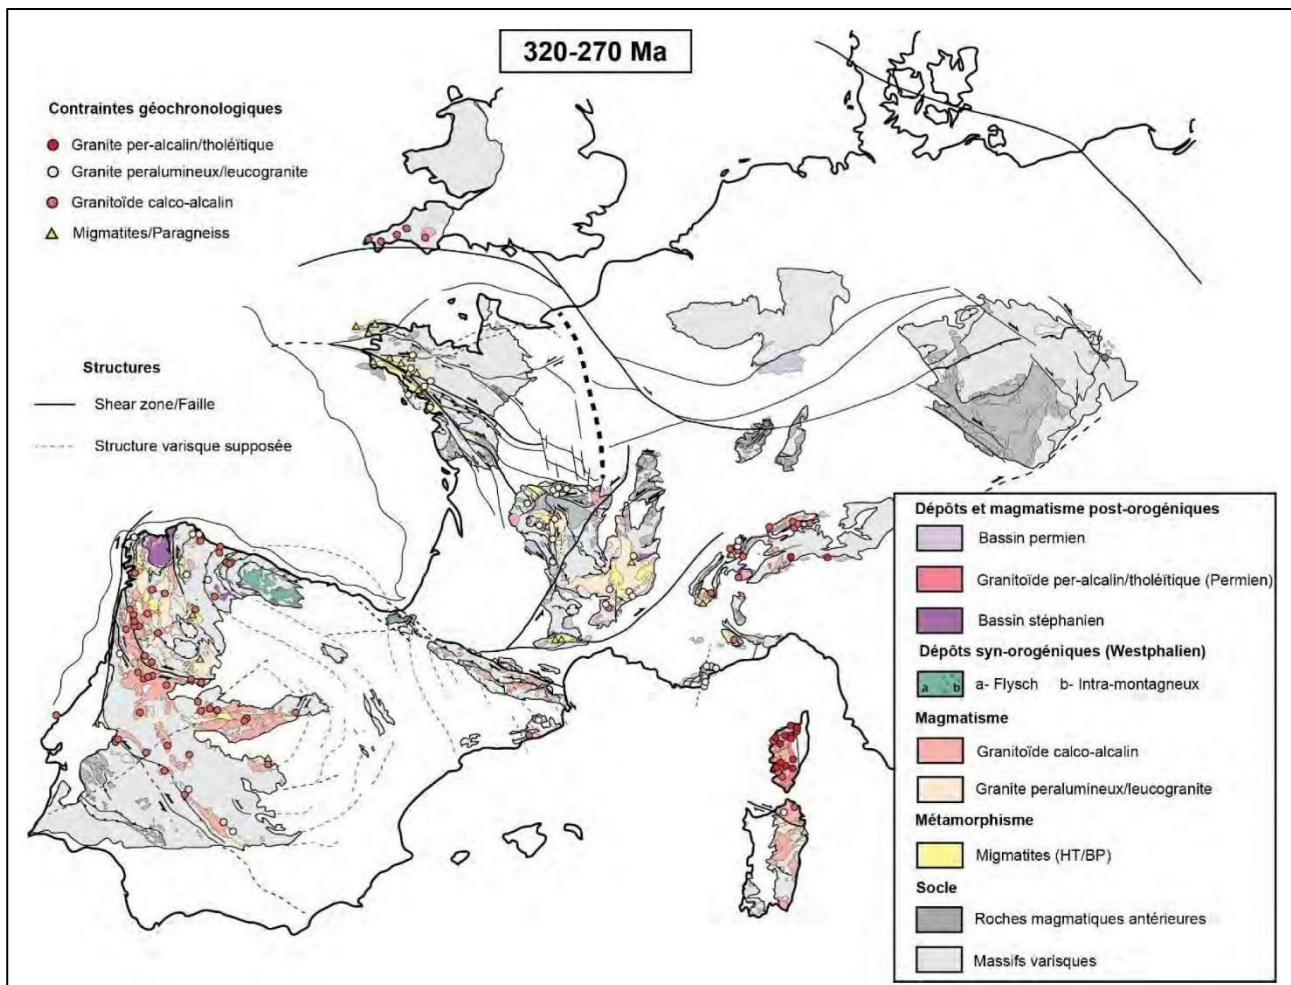 320-270 Ma
Contraintes géochronologiques
Granite per-alcalin/tholéïtique
Granite peralumineux/leucogranite
Granitoïde calco-alcalin
Migmatites/Paragneiss
Structures
Shear zone/Faille
Structure varisque supposée
Dépôts et magmatisme post-orogéniques
Bassin permien
Granitoïde per-alcalin/tholéïtique (Permien)
Bassin stéphanien
Dépôts syn-orogéniques (Westphalien)
a b a- Flysch b- Intra-montagneux
Magmatisme
Granitoïde calco-alcalin
Granite peralumineux/leucogranite
Métamorphisme
Migmatites (HT/BP)
Socle
Roches magmatiques antérieures
Massifs varisques